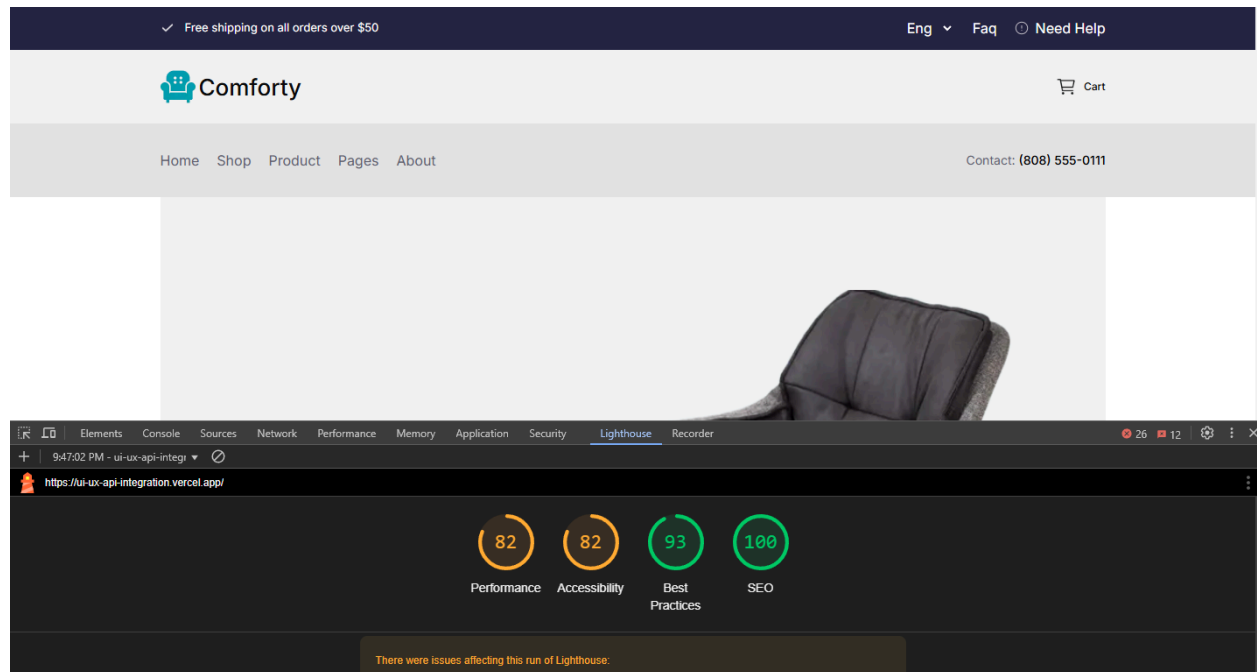 Free shipping on all orders over $50
Eng Faq Need Help
Comforty
Cart
Home Shop Product Pages About
Contact: (808) 555-0111
Elements Console Sources Network Performance Memory Application Security Lighthouse Recorder
26 12
9:47:02 PM - ui-ux-api-integr
https://ui-ux-api-integration.vercel.app/
82 82 93 100
Performance Accessibility Best Practices SEO
There were issues affecting this run of Lighthouse: